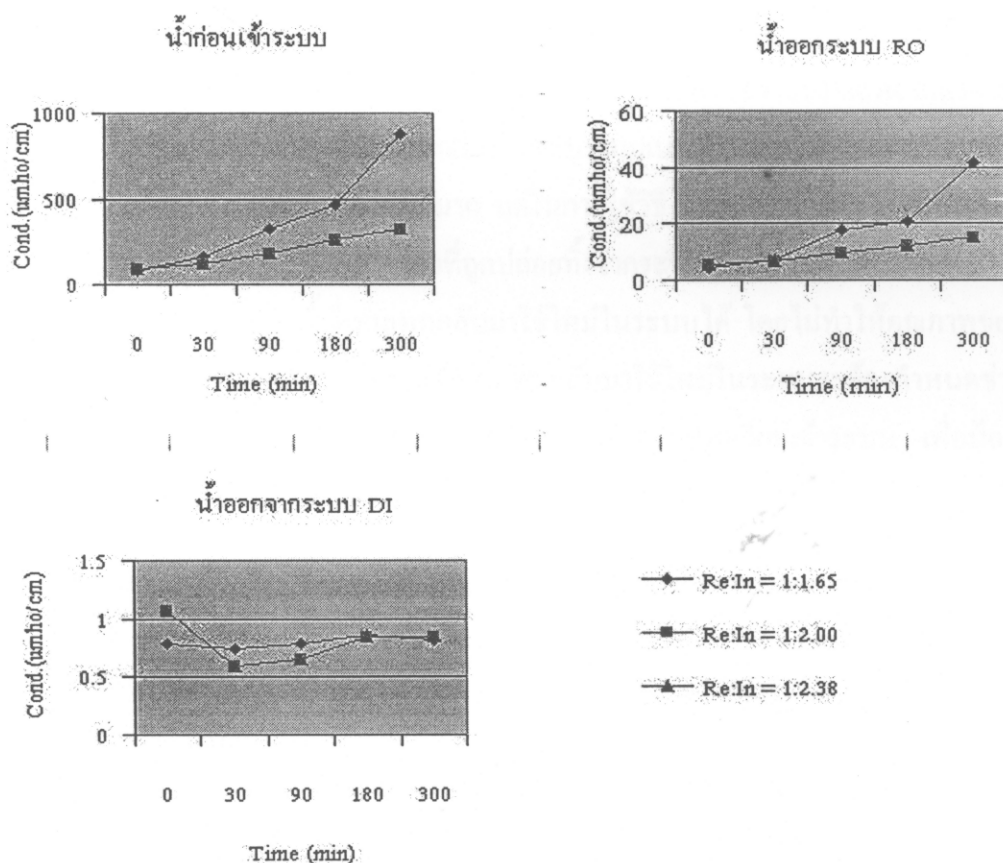 น้ำก่อนเข้าระบบ
Cond.(umho/cm)
1000
500
0
0 30 90 180 300
Time (min)
น้ำออกระบบ RO
Cond.(umho/cm)
60
40
20
0
0 30 90 180 300
Time (min)
น้ำออกจากระบบ DI
Cond.(umho/cm)
1.5
1
0.5
0
0 30 90 180 300
Time (min)
Re:In = 1:1.65
Re:In = 1:2.00
Re:In = 1:2.38